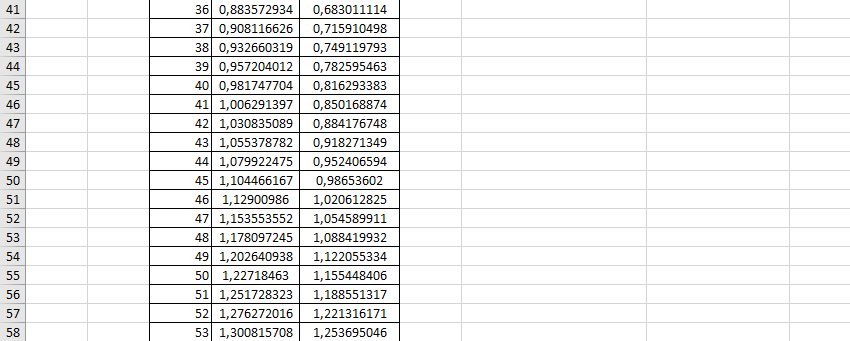 41 36 0,883572934 0,683011114
42 37 0,908116626 0,715910498
43 38 0,932660319 0,749119793
44 39 0,957204012 0,782595463
45 40 0,981747704 0,816293383
46 41 1,006291397 0,850168874
47 42 1,030835089 0,884176748
48 43 1,055378782 0,918271349
49 44 1,079922475 0,952406594
50 45 1,104466167 0,98653602
51 46 1,12900986 1,020612825
52 47 1,153553552 1,054589911
53 48 1,178097245 1,088419932
54 49 1,202640938 1,122055334
55 50 1,22718463 1,155448406
56 51 1,251728323 1,188551317
57 52 1,276272016 1,221316171
58 53 1,300815708 1,253695046